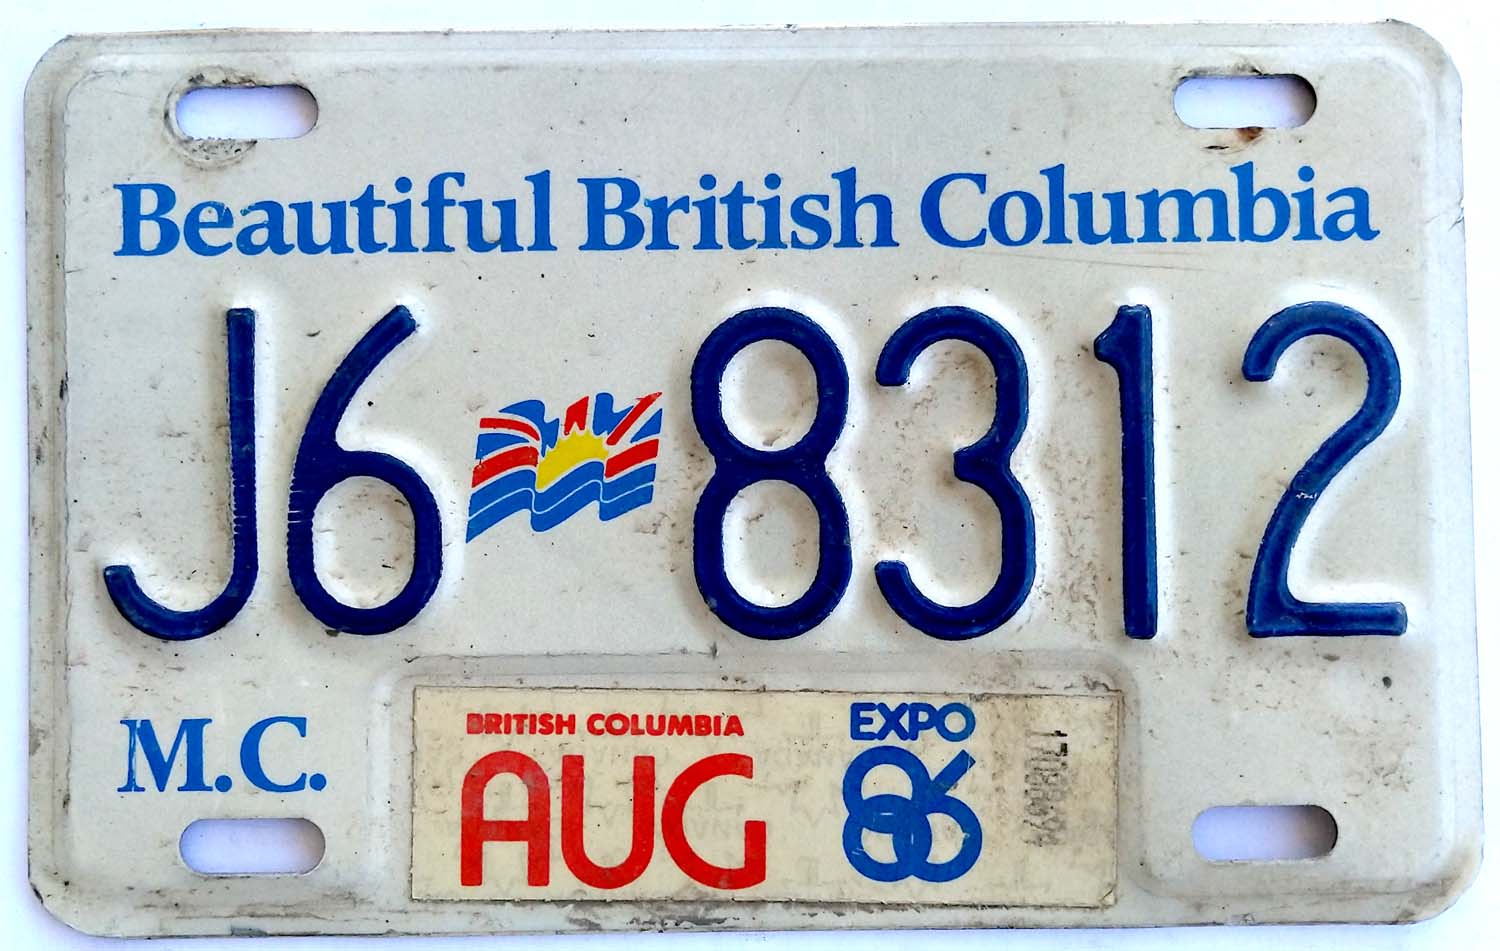 Beautiful British Columbia
J6 8312
M.C.
BRITISH COLUMBIA
AUG
EXPO
86